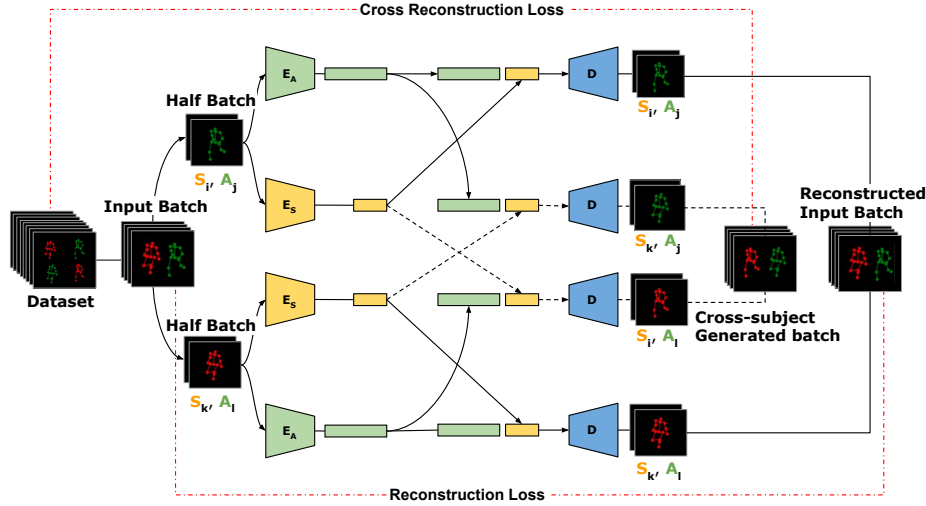 Cross Reconstruction Loss
E_A
D
S_i, A_j
Half Batch
S_i, A_j
E_S
D
S_k, A_j
Input Batch
Reconstructed
Input Batch
Dataset
E_S
D
S_i, A_l
Cross-subject
Generated batch
Half Batch
S_k, A_l
E_A
D
S_k, A_l
Reconstruction Loss